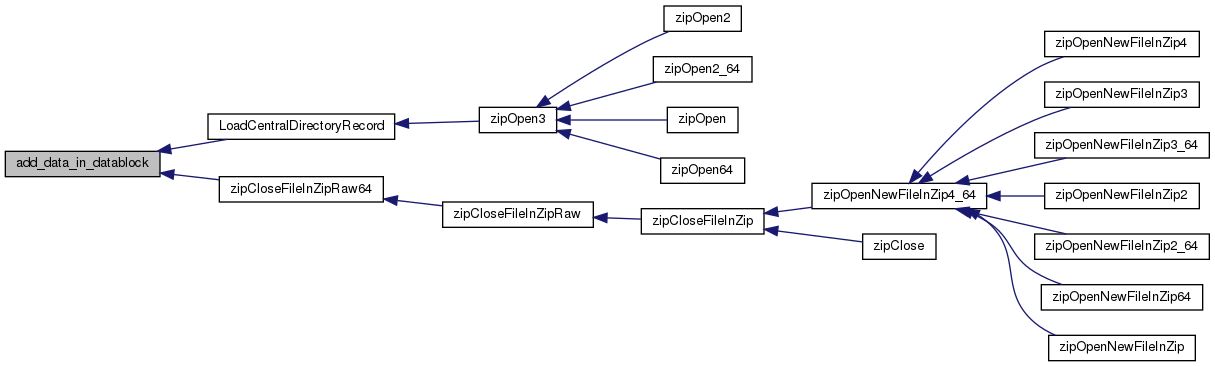 add_data_in_datablock
LoadCentralDirectoryRecord
zipOpen3
zipOpen2
zipOpen2_64
zipOpen
zipOpen64
zipCloseFileInZipRaw64
zipCloseFileInZipRaw
zipCloseFileInZip
zipOpenNewFileInZip4_64
zipOpenNewFileInZip4
zipOpenNewFileInZip3
zipOpenNewFileInZip3_64
zipOpenNewFileInZip2
zipOpenNewFileInZip2_64
zipOpenNewFileInZip64
zipOpenNewFileInZip
zipClose